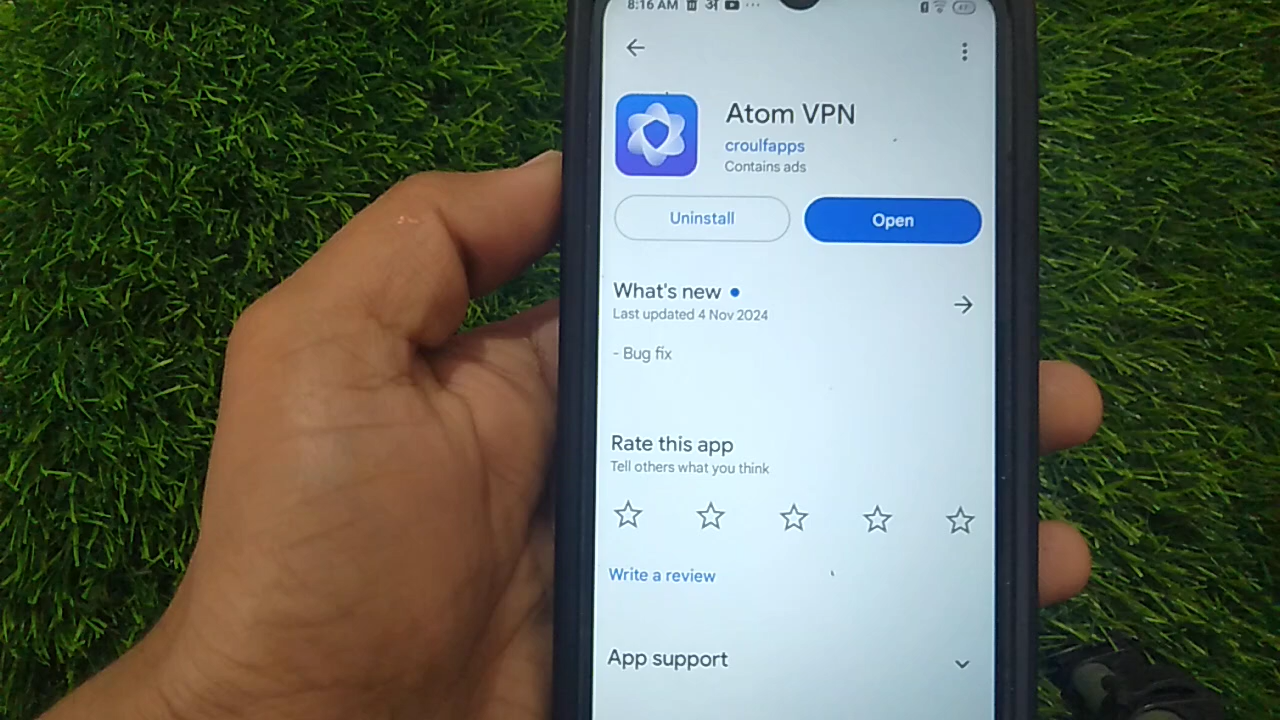 8:16 AM अ ...
←
Atom VPN
croulfapps
Contains ads
Uninstall
Open
What's new
Last updated 4 Nov 2024
- Bug fix
Rate this app
Tell others what you think
Write a review
App support